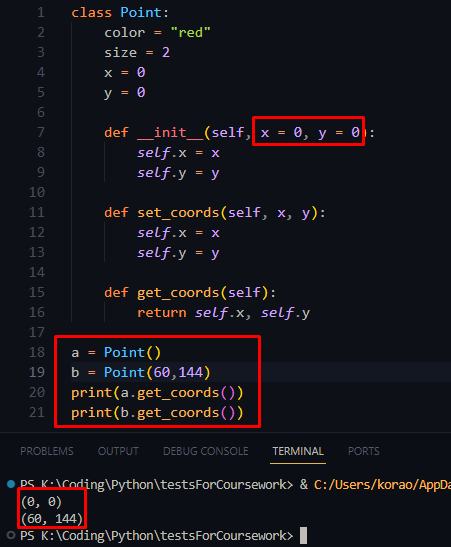 1 class Point:
2 color = "red"
3 size = 2
4 x = 0
5 y = 0
6
7 def __init__(self, x = 0, y = 0):
8 self.x = x
9 self.y = y
10
11 def set_coords(self, x, y):
12 self.x = x
13 self.y = y
14
15 def get_coords(self):
16 return self.x, self.y
17
18 a = Point()
19 b = Point(60,144)
20 print(a.get_coords())
21 print(b.get_coords())
PROBLEMS OUTPUT DEBUG CONSOLE TERMINAL PORTS
PS K:\Coding\Python\testsForCoursework> & C:/Users/korao/AppDa
(0, 0)
(60, 144)
PS K:\Coding\Python\testsForCoursework>